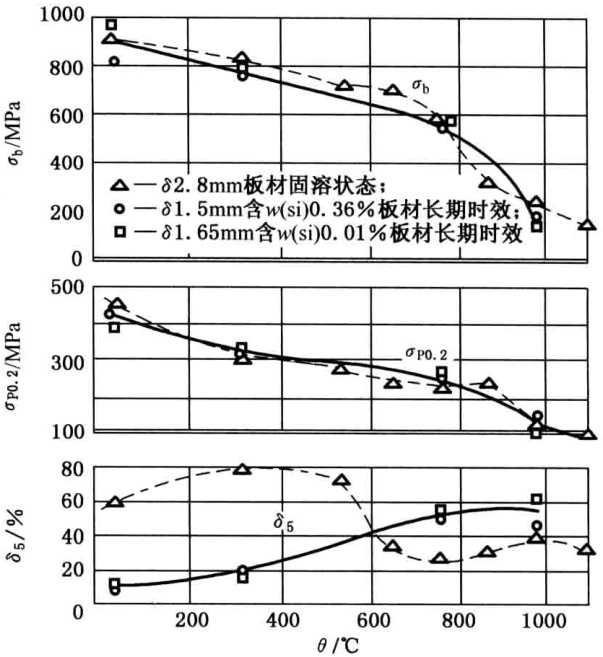 1000
800
600
400
200
0
σb/MPa
σb
△—δ2.8mm板材固溶状态；
○—δ1.5mm含w(si)0.36%板材长期时效；
□—δ1.65mm含w(si)0.01%板材长期时效
500
300
100
σP0.2/MPa
σP0.2
80
60
40
20
0
δ5/%
δ5
200 400 600 800 1000
θ/℃